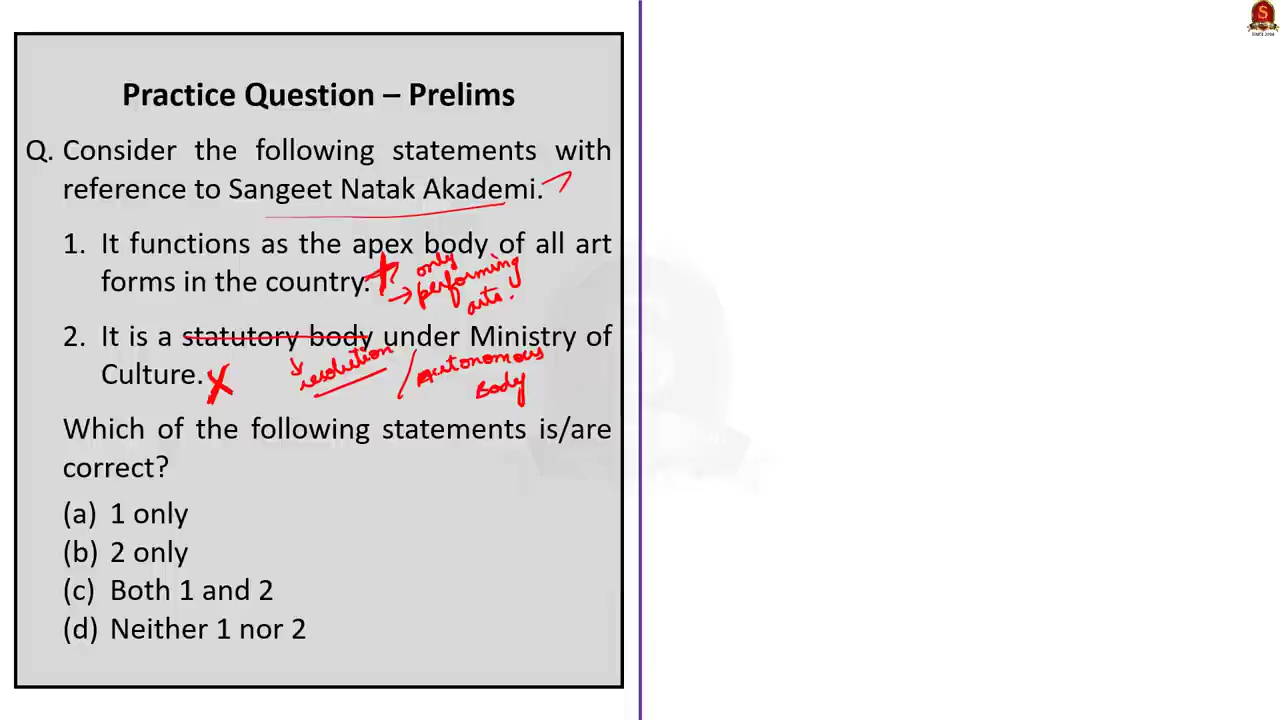 Practice Question – Prelims
Q. Consider the following statements with
reference to Sangeet Natak Akademi.
1. It functions as the apex body of all art
forms in the country.
only
→ performing
arts.
2. It is a statutory body under Ministry of
Culture.
resolution
/ Autonomous
Body
Which of the following statements is/are
correct?
(a) 1 only
(b) 2 only
(c) Both 1 and 2
(d) Neither 1 nor 2
S
SINCE 2004